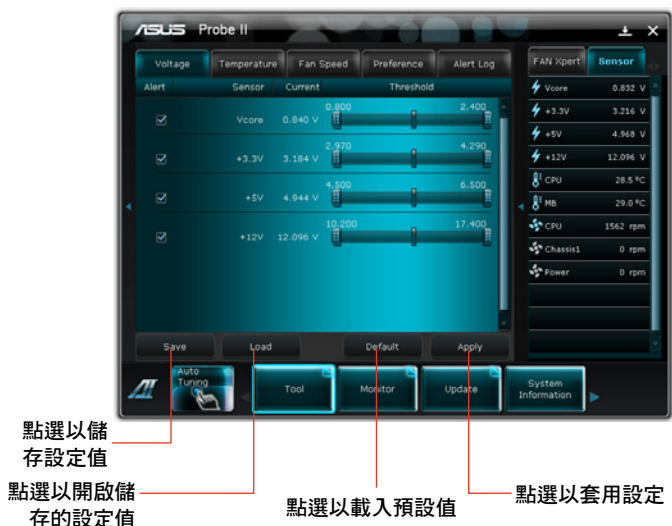 ASUS Probe II
Voltage Temperature Fan Speed Preference Alert Log
Alert Sensor Current Threshold
0.800 2.400
Vcore 0.840 V
2.970 4.290
+3.3V 3.184 V
4.500 6.500
+5V 4.944 V
10.200 17.400
+12V 12.096 V
Save Load Default Apply
FAN Xpert Sensor
Vcore 0.832 V
+3.3V 3.216 V
+5V 4.968 V
+12V 12.096 V
CPU 28.5 ºC
MB 29.0 ºC
CPU 1562 rpm
Chassis1 0 rpm
Power 0 rpm
Auto
Tuning
Tool
Monitor
Update
System
Information
點選以儲
存設定值
點選以開啟儲
存的設定值
點選以載入預設值
點選以套用設定